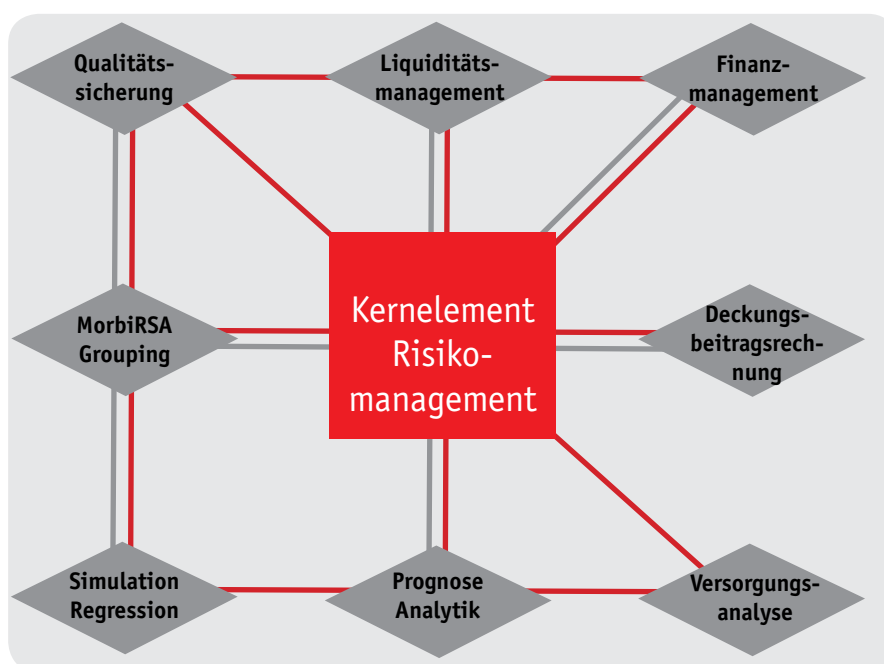 Qualitäts-
sicherung
Liquiditäts-
management
Finanz-
management
MorbiRSA
Grouping
Kernelement
Risiko-
management
Deckungs-
beitragsrech-
nung
Simulation
Regression
Prognose
Analytik
Versorgungs-
analyse